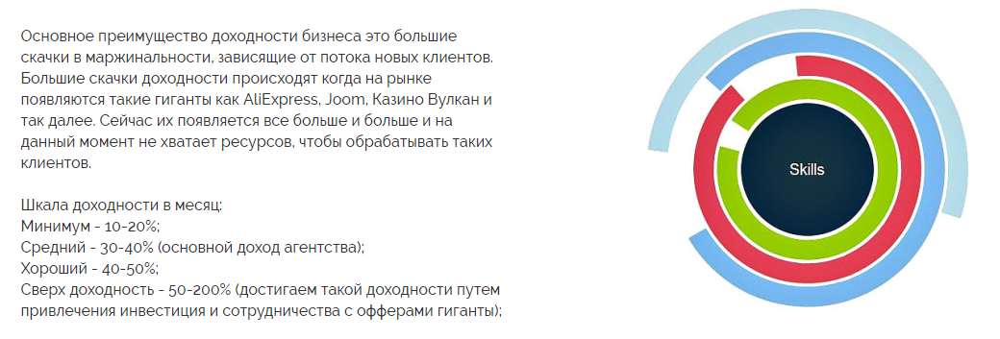 Основное преимущество доходности бизнеса это большие
скачки в маржинальности, зависящие от потока новых клиентов.
Большие скачки доходности происходят когда на рынке
появляются такие гиганты как AliExpress, Joom, Казино Вулкан и
так далее. Сейчас их появляется все больше и больше и на
данный момент не хватает ресурсов, чтобы обрабатывать таких
клиентов.
Шкала доходности в месяц:
Минимум - 10-20%;
Средний - 30-40% (основной доход агентства);
Хороший - 40-50%;
Сверх доходность - 50-200% (достигаем такой доходности путем
привлечения инвестиция и сотрудничества с офферами гиганты);
Skills